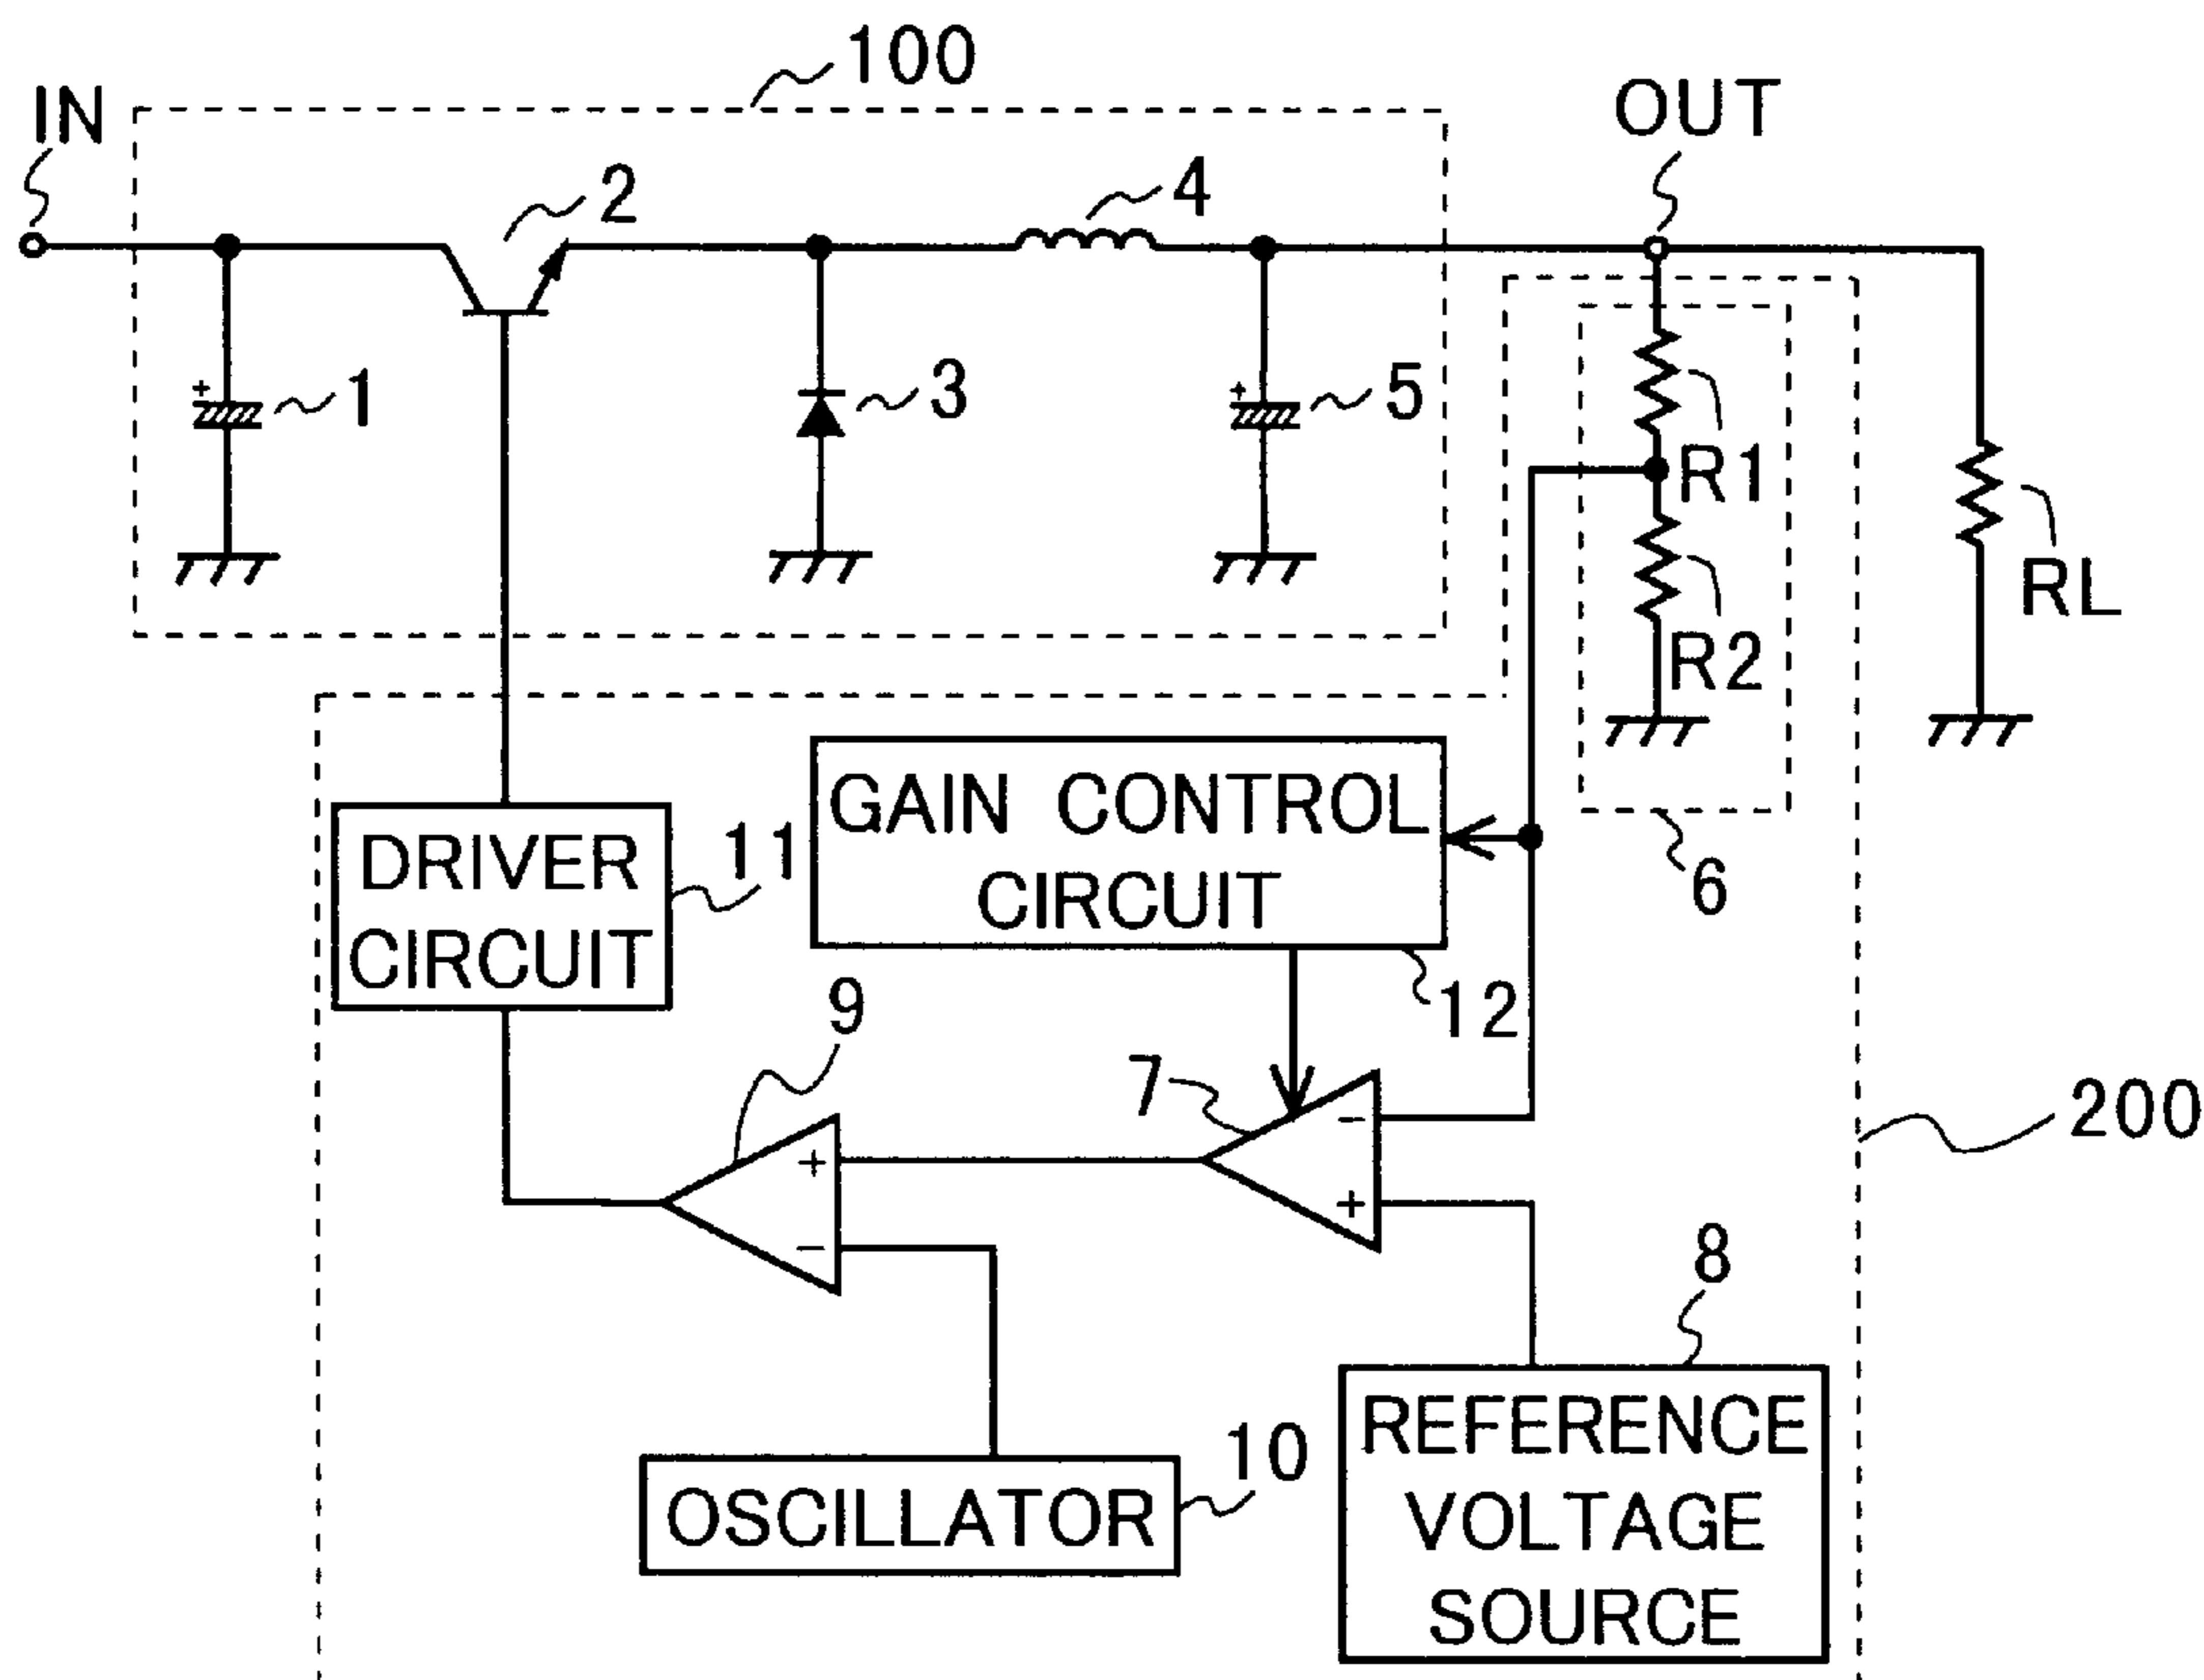 100
IN
OUT
2
4
+
1
3
+
5
R1
RL
R2
GAIN CONTROL
CIRCUIT
DRIVER
CIRCUIT
11
6
12
9
7
-
+
+
-
200
8
REFERENCE
VOLTAGE
SOURCE
10
OSCILLATOR